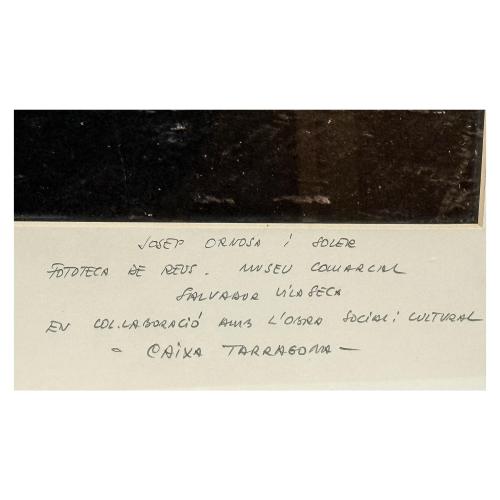 JOSEP ORNOSA i SOLER
FOTOTECA DE REUS. MUSEU COMARCAL
SALVADOR VILASECA
EN COL.LABORACIÓ AMB L'OBRA SOCIAL i CULTURAL
- CAIXA TARRAGONA -